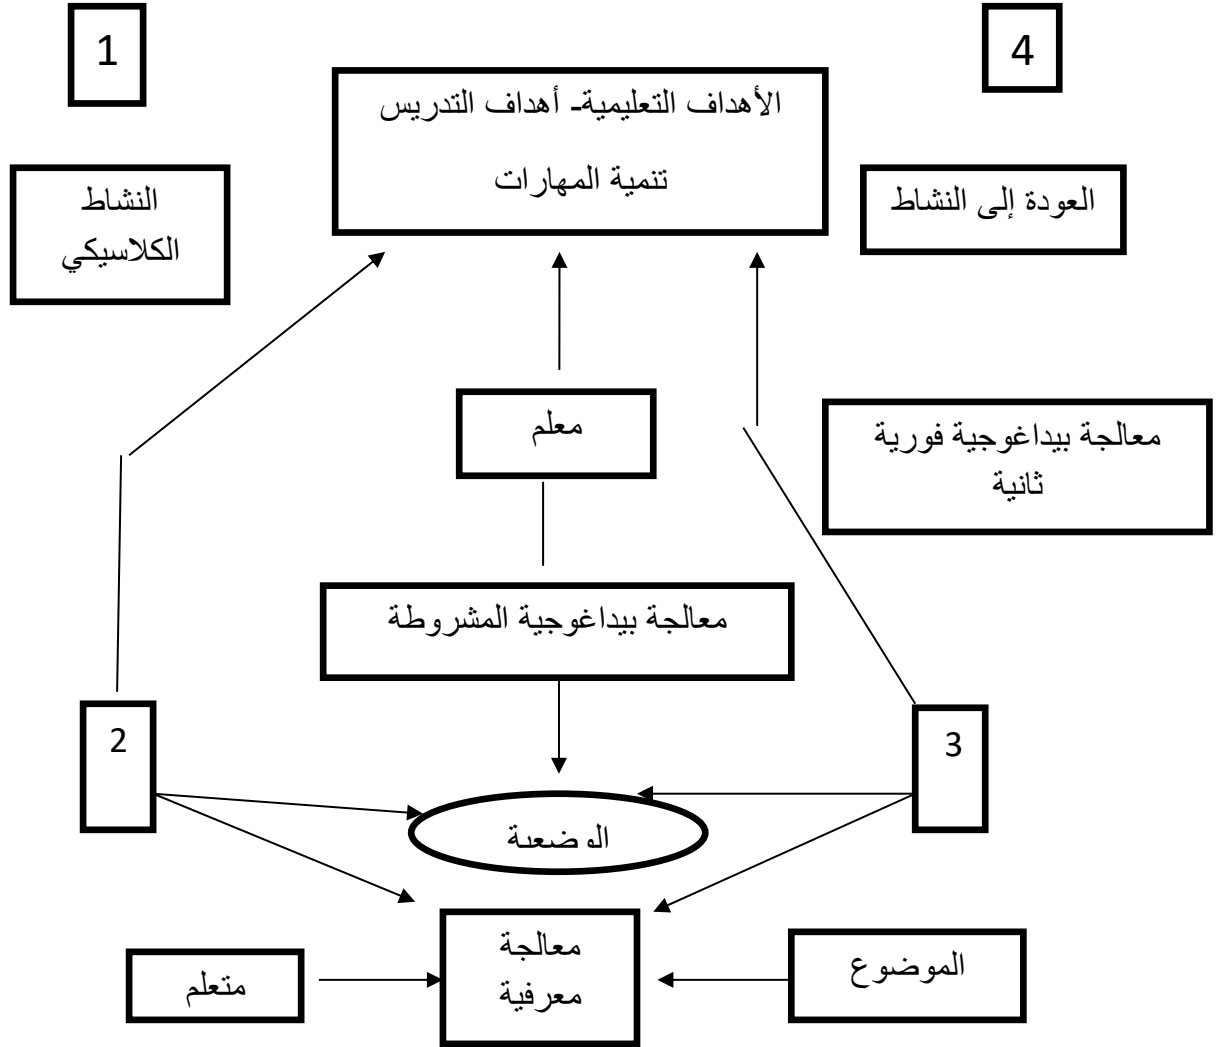 1
4
الأهداف التعليمية- أهداف التدريس
تنمية المهارات
النشاط
الكلاسيكي
العودة إلى النشاط
معلم
معالجة بيداغوجية فورية
ثانية
معالجة بيداغوجية المشروطة
2
3
الوضعية
معالجة
معرفية
الموضوع
متعلم